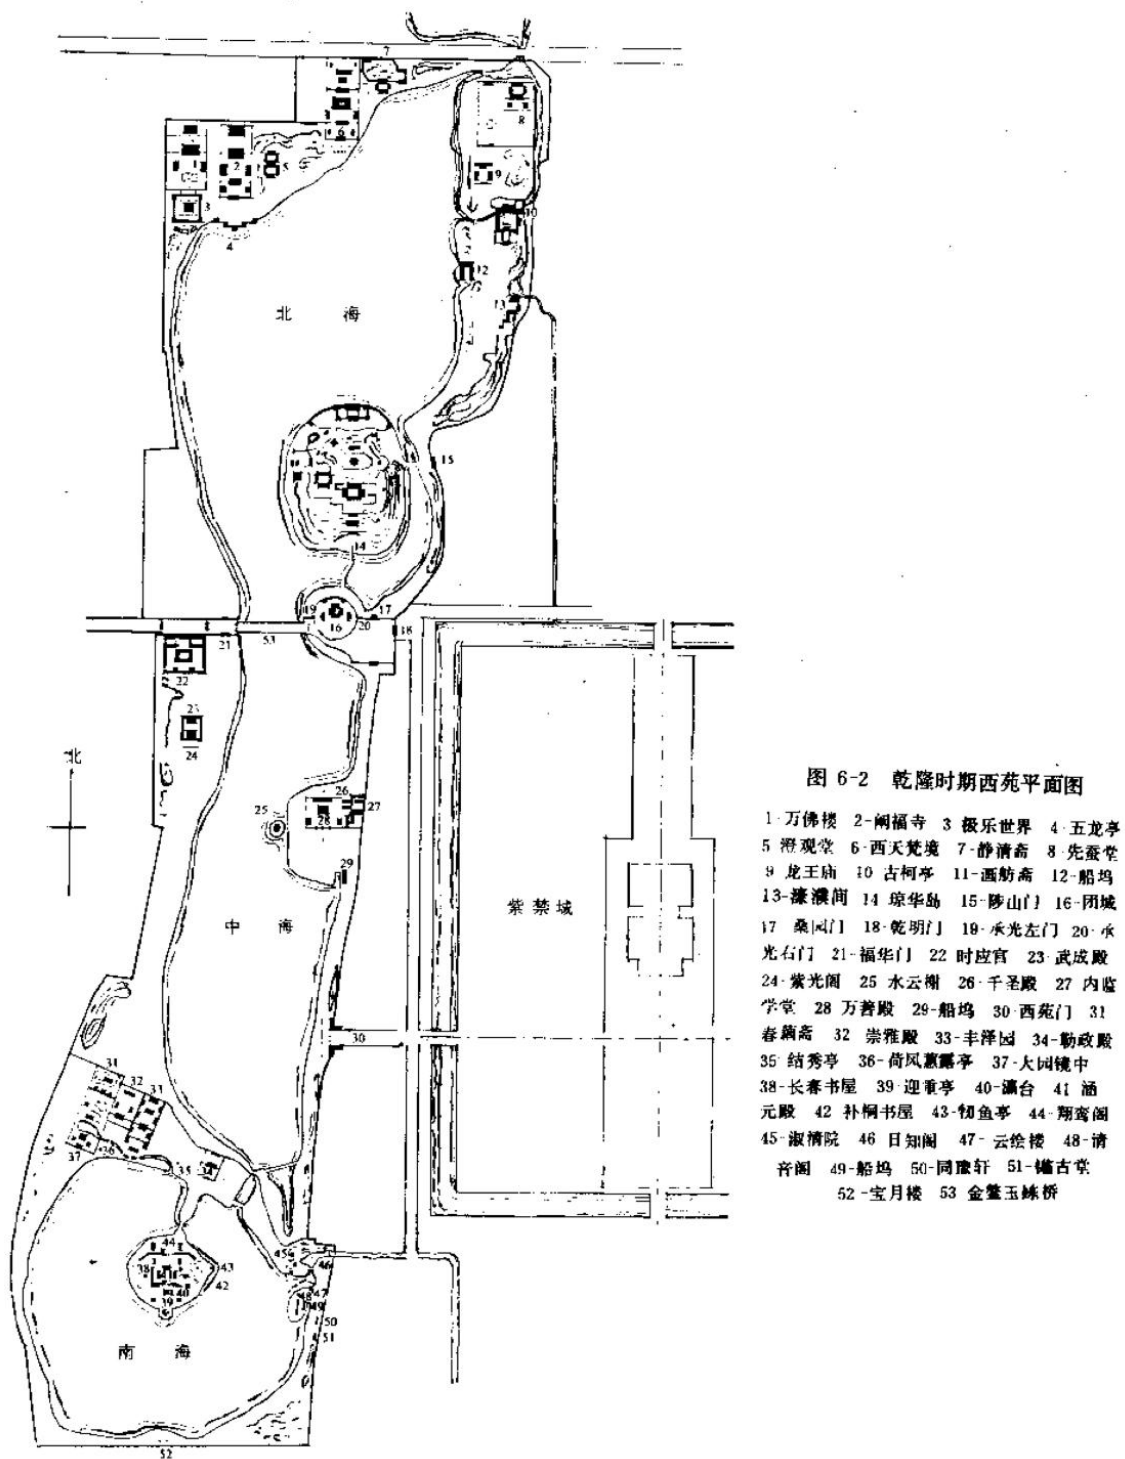 北海
中海
南海
紫禁城
北
图 6-2 乾隆时期西苑平面图
1 万佛楼 2-阐福寺 3 极乐世界 4-五龙亭
5 澄观堂 6-西天梵境 7-静清斋 8-先蚕堂
9 龙王庙 10 古柯亭 11-画舫斋 12-船坞
13-濠濮间 14 琼华岛 15-陟山门 16-团城
17 桑园门 18-乾明门 19-承光左门 20-承
光右门 21-福华门 22 时应宫 23-武成殿
24-紫光阁 25 水云榭 26-千圣殿 27 内监
学堂 28 万善殿 29-船坞 30-西苑门 31
春藕斋 32 崇雅殿 33-丰泽园 34-勤政殿
35 结秀亭 36-荷风蕙露亭 37-大园镜中
38-长春书屋 39 迎重亭 40-瀛台 41 涵
元殿 42 补桐书屋 43-牣鱼亭 44-翔鸾阁
45-淑清院 46 日知阁 47-云绘楼 48-清
音阁 49-船坞 50-同豫轩 51-鑑古堂
52-宝月楼 53 金鳌玉蝀桥